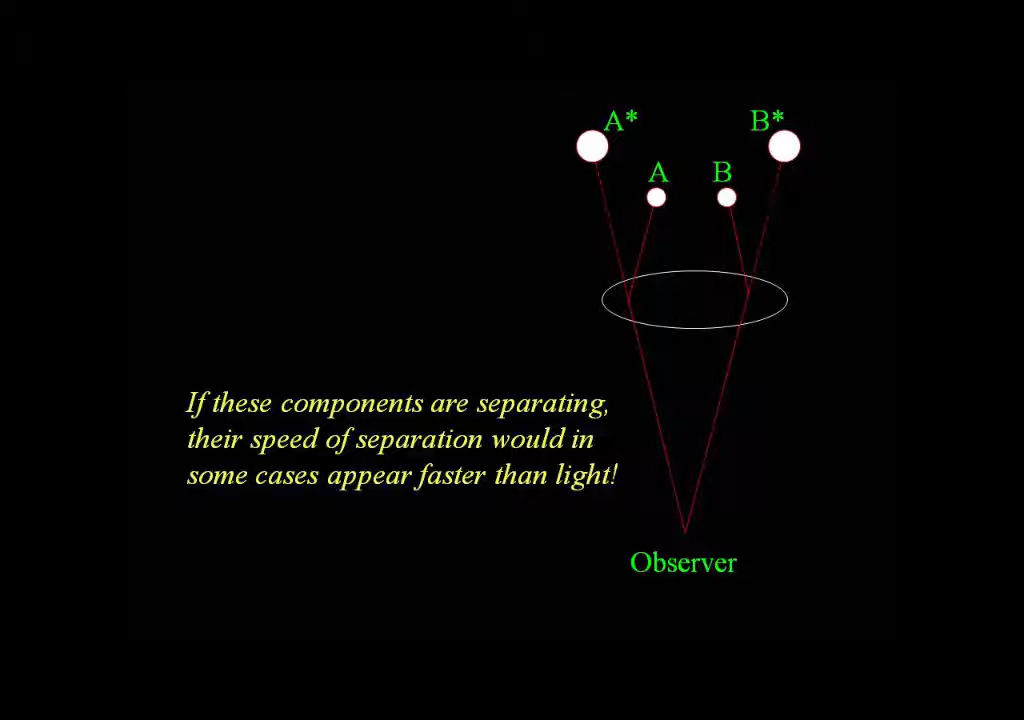 A* B*
A B
If these components are separating,
their speed of separation would in
some cases appear faster than light!
Observer